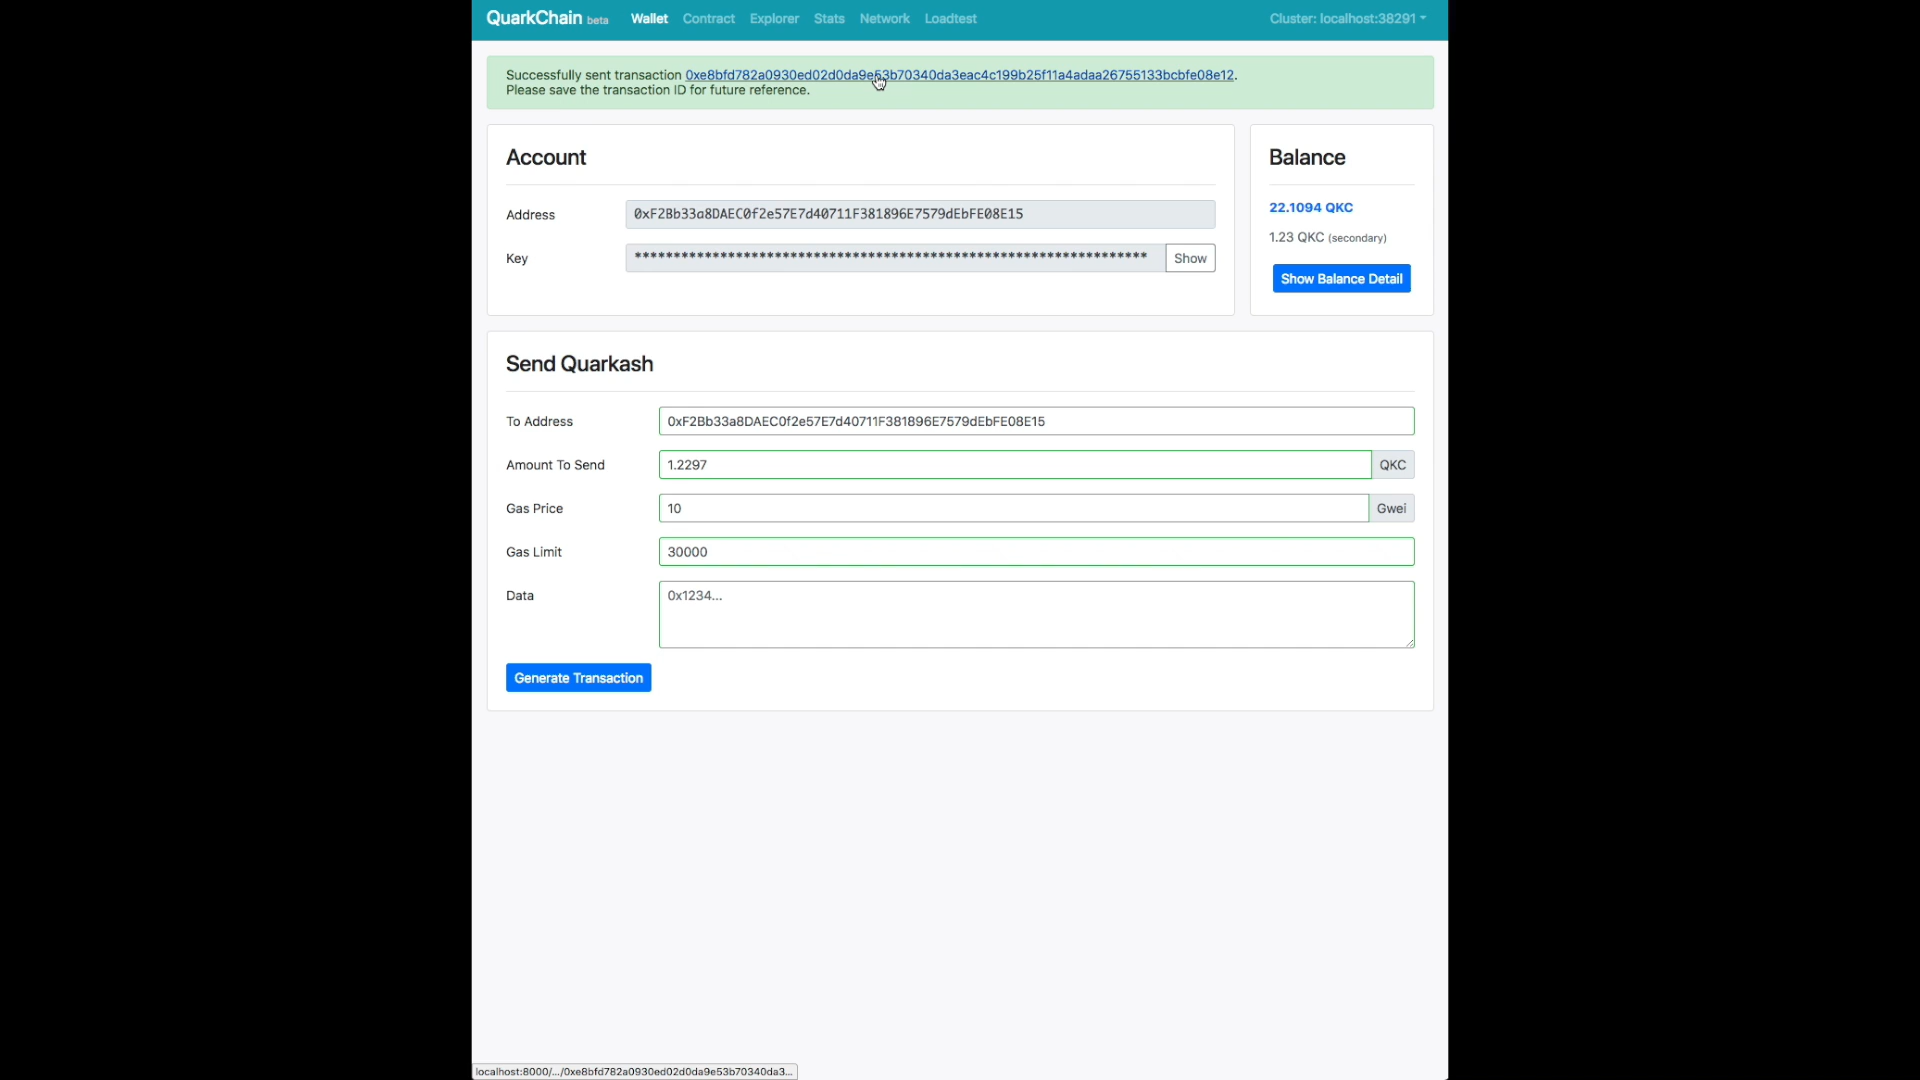 QuarkChain beta Wallet Contract Explorer Stats Network Loadtest Cluster: localhost:38291
Successfully sent transaction 0xe8bfd782a0930ed02d0da9e53b70340da3eac4c199b25f11a4adaa26755133bcbfe08e12.
Please save the transaction ID for future reference.
Account
Address 0xF2Bb33a8DAEC0f2e57E7d40711F381896E7579dEbFE08E15
Key ****************************************************************** Show
Balance
22.1094 QKC
1.23 QKC (secondary)
Show Balance Detail
Send Quarkash
To Address 0xF2Bb33a8DAEC0f2e57E7d40711F381896E7579dEbFE08E15
Amount To Send 1.2297 QKC
Gas Price 10 Gwei
Gas Limit 30000
Data 0x1234...
Generate Transaction
localhost:8000/.../0xe8bfd782a0930ed02d0da9e53b70340da3...